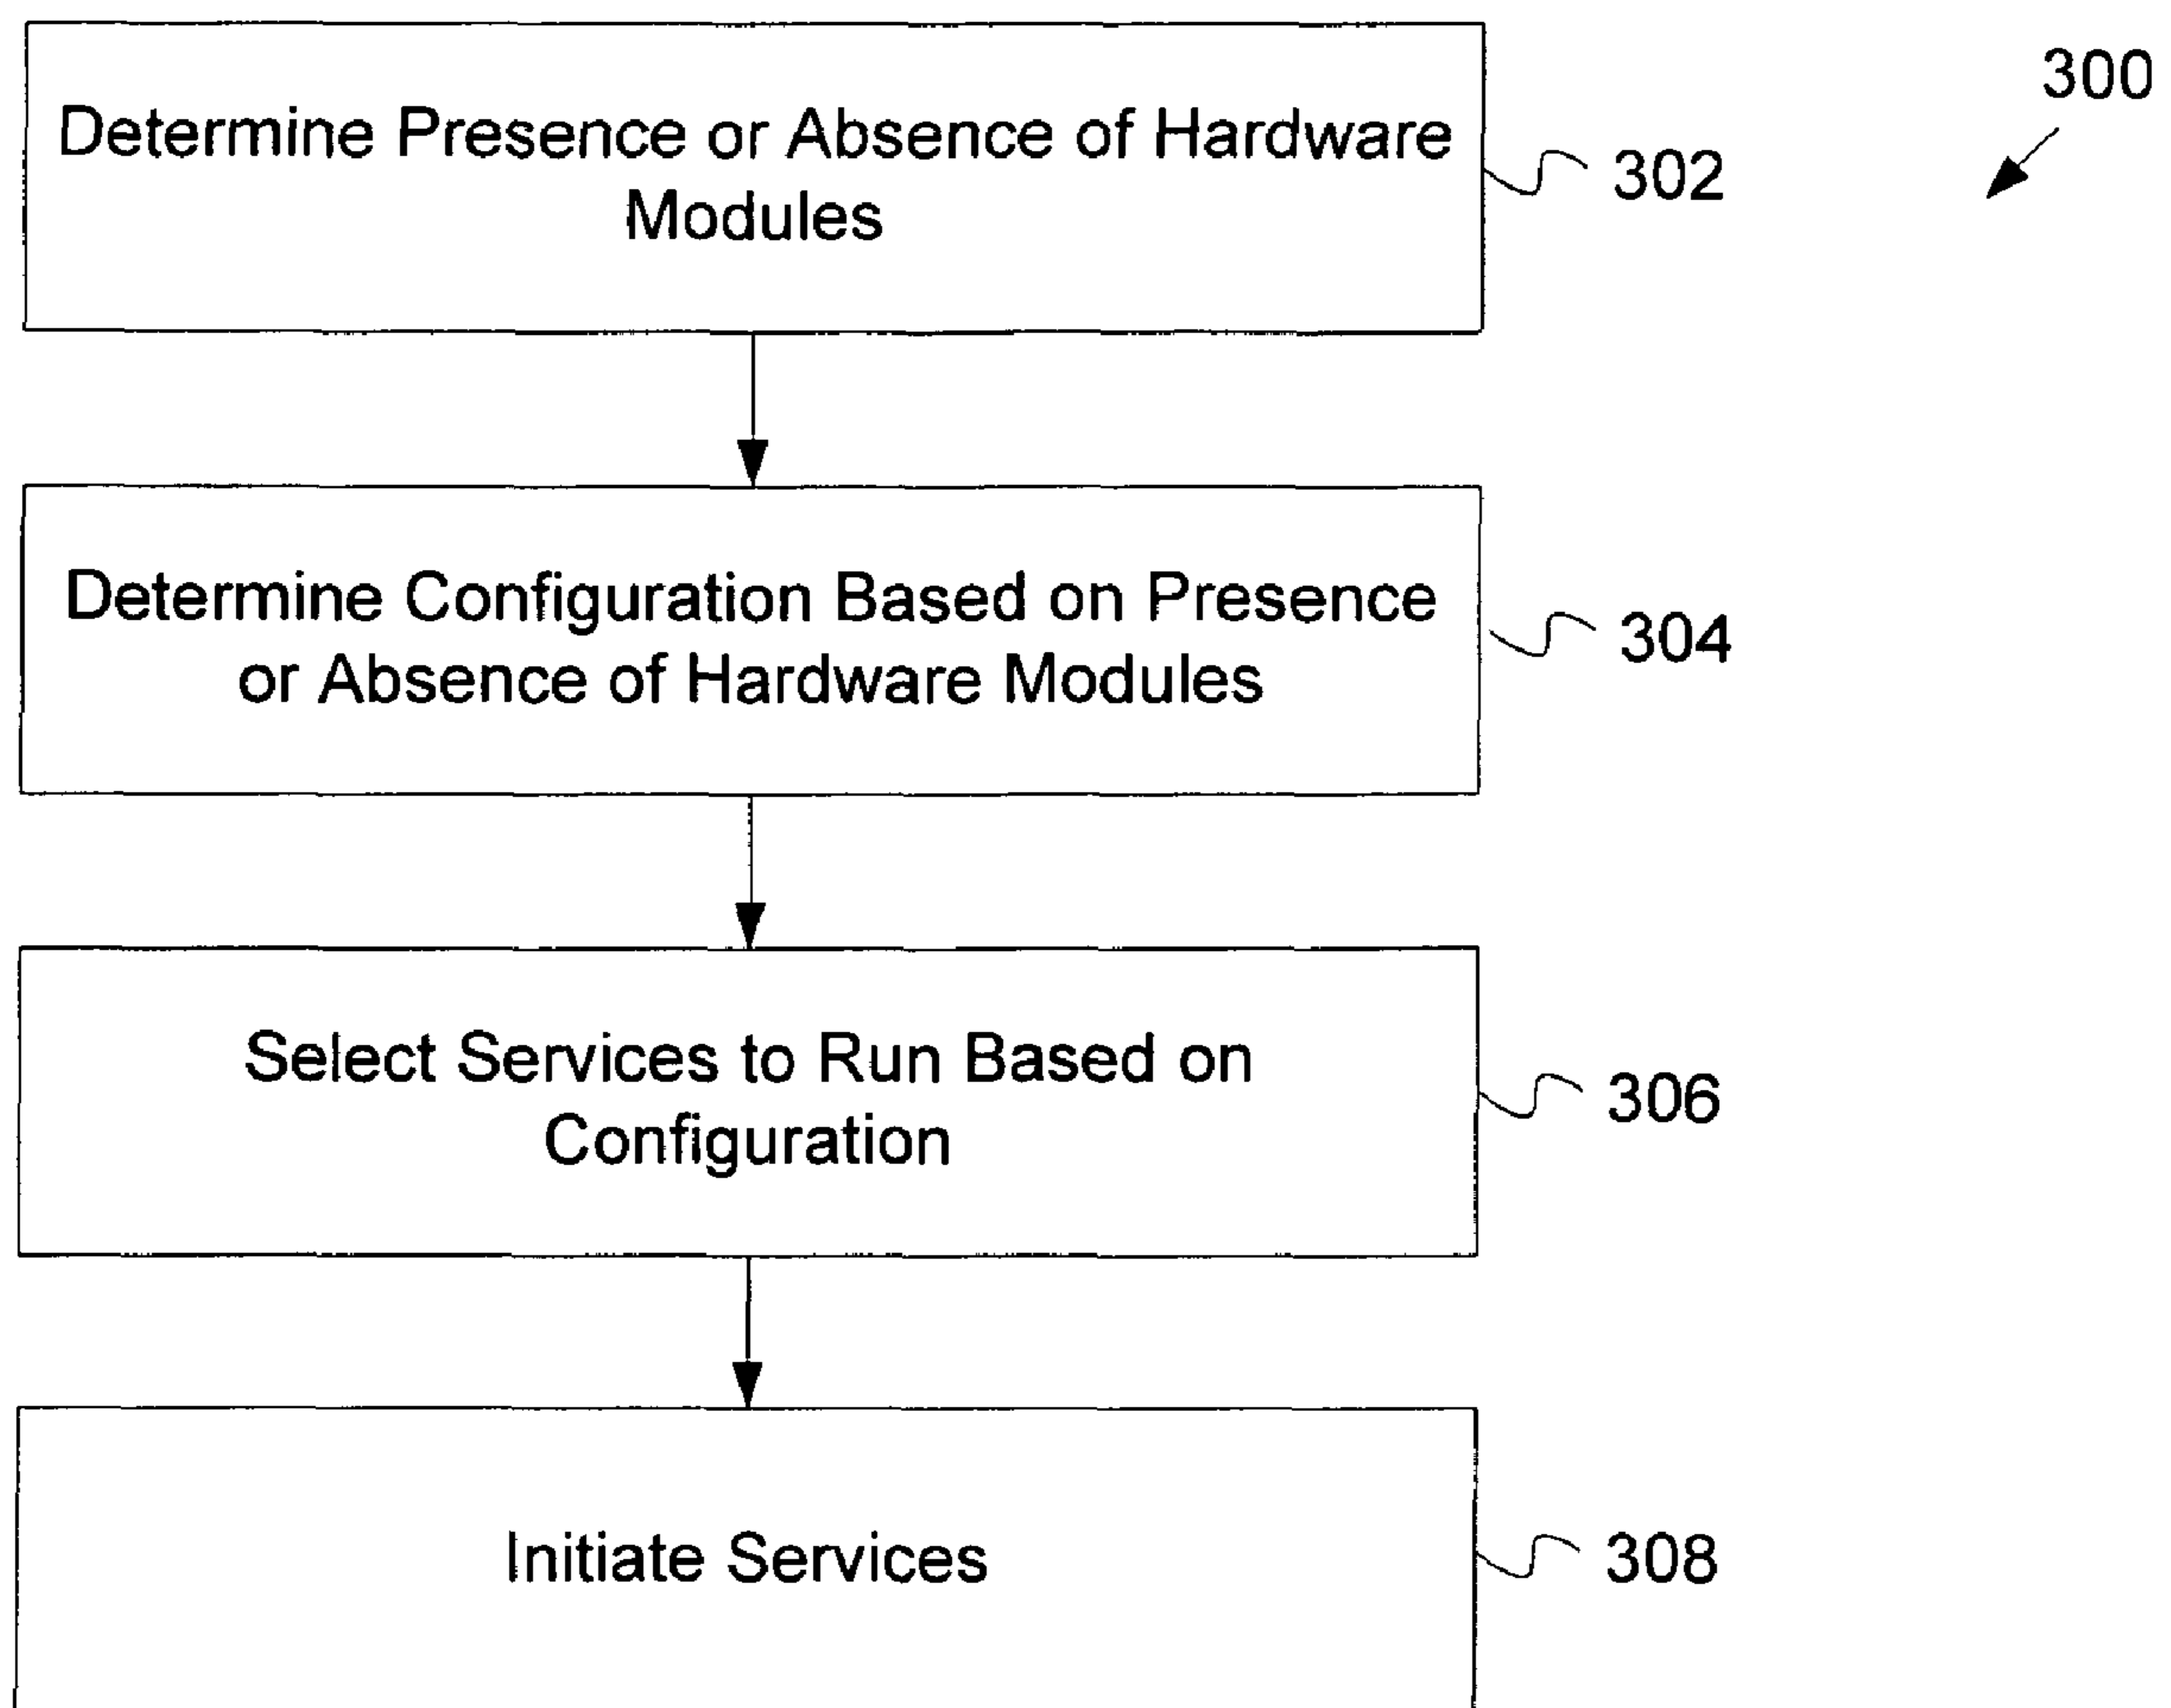 300
Determine Presence or Absence of Hardware
Modules
302
Determine Configuration Based on Presence
or Absence of Hardware Modules
304
Select Services to Run Based on
Configuration
306
Initiate Services
308